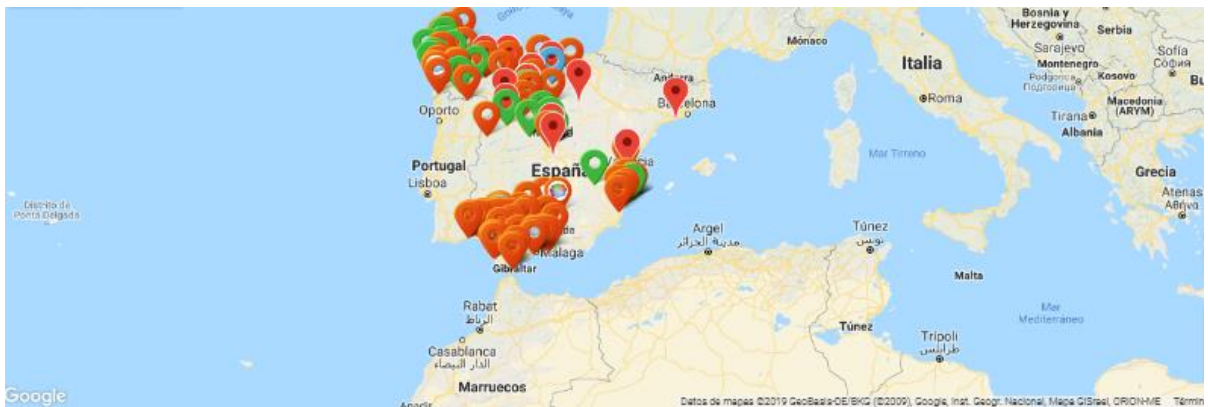 Bosnia y
Herzegovina
Serbia
Mónaco
Sarajevo
Sofía
София
Italia
Montenegro
Подгорица
Kosovo
Oporto
Roma
Macedonia
(ARYM)
Tirana
Albania
Portugal
España
Mar Tirreno
Grecia
Lisboa
Atenas
Αθήνα
Distrito de
Ponta Delgada
Argel
مدينة الجزائر
Túnez
تونس
Málaga
Gibraltar
Malta
Rabat
الرباط
Mar
Mediterráneo
Túnez
Trípoli
طرابلس
Casablanca
الدار البيضاء
Marruecos
Google
Datos de mapas ©2019 GeoBasis-DE/BKG (©2009), Google, Inst. Geogr. Nacional, Mapa GISrael, ORION-ME